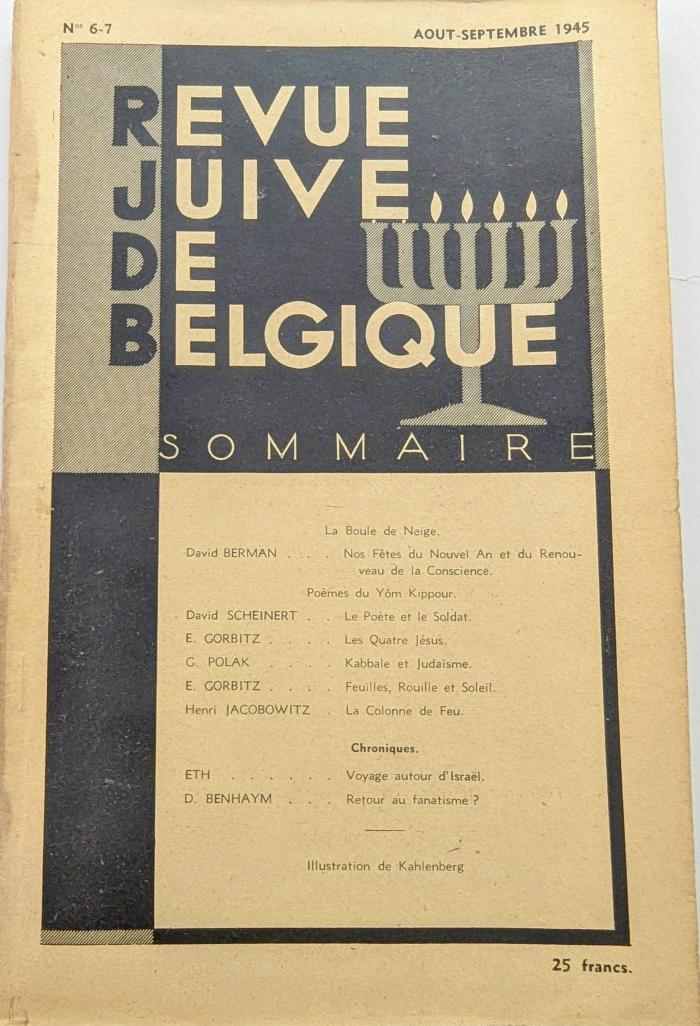 Nos 6-7
AOUT-SEPTEMBRE 1945
REVUE
JUIVE
DE
BELGIQUE
SOMMAIRE
La Boule de Neige.
David BERMAN . . . Nos Fêtes du Nouvel An et du Renou-
veau de la Conscience.
Poèmes du Yôm Kippour.
David SCHEINERT . . Le Poète et le Soldat.
E. GORBITZ . . . . Les Quatre Jésus.
G. POLAK . . . . Kabbale et Judaïsme.
E. GORBITZ . . . . Feuilles, Rouille et Soleil.
Henri JACOBOWITZ . La Colonne de Feu.
Chroniques.
ETH . . . . . . Voyage autour d'Israël.
D. BENHAYM . . . Retour au fanatisme ?
Illustration de Kahlenberg
25 francs.